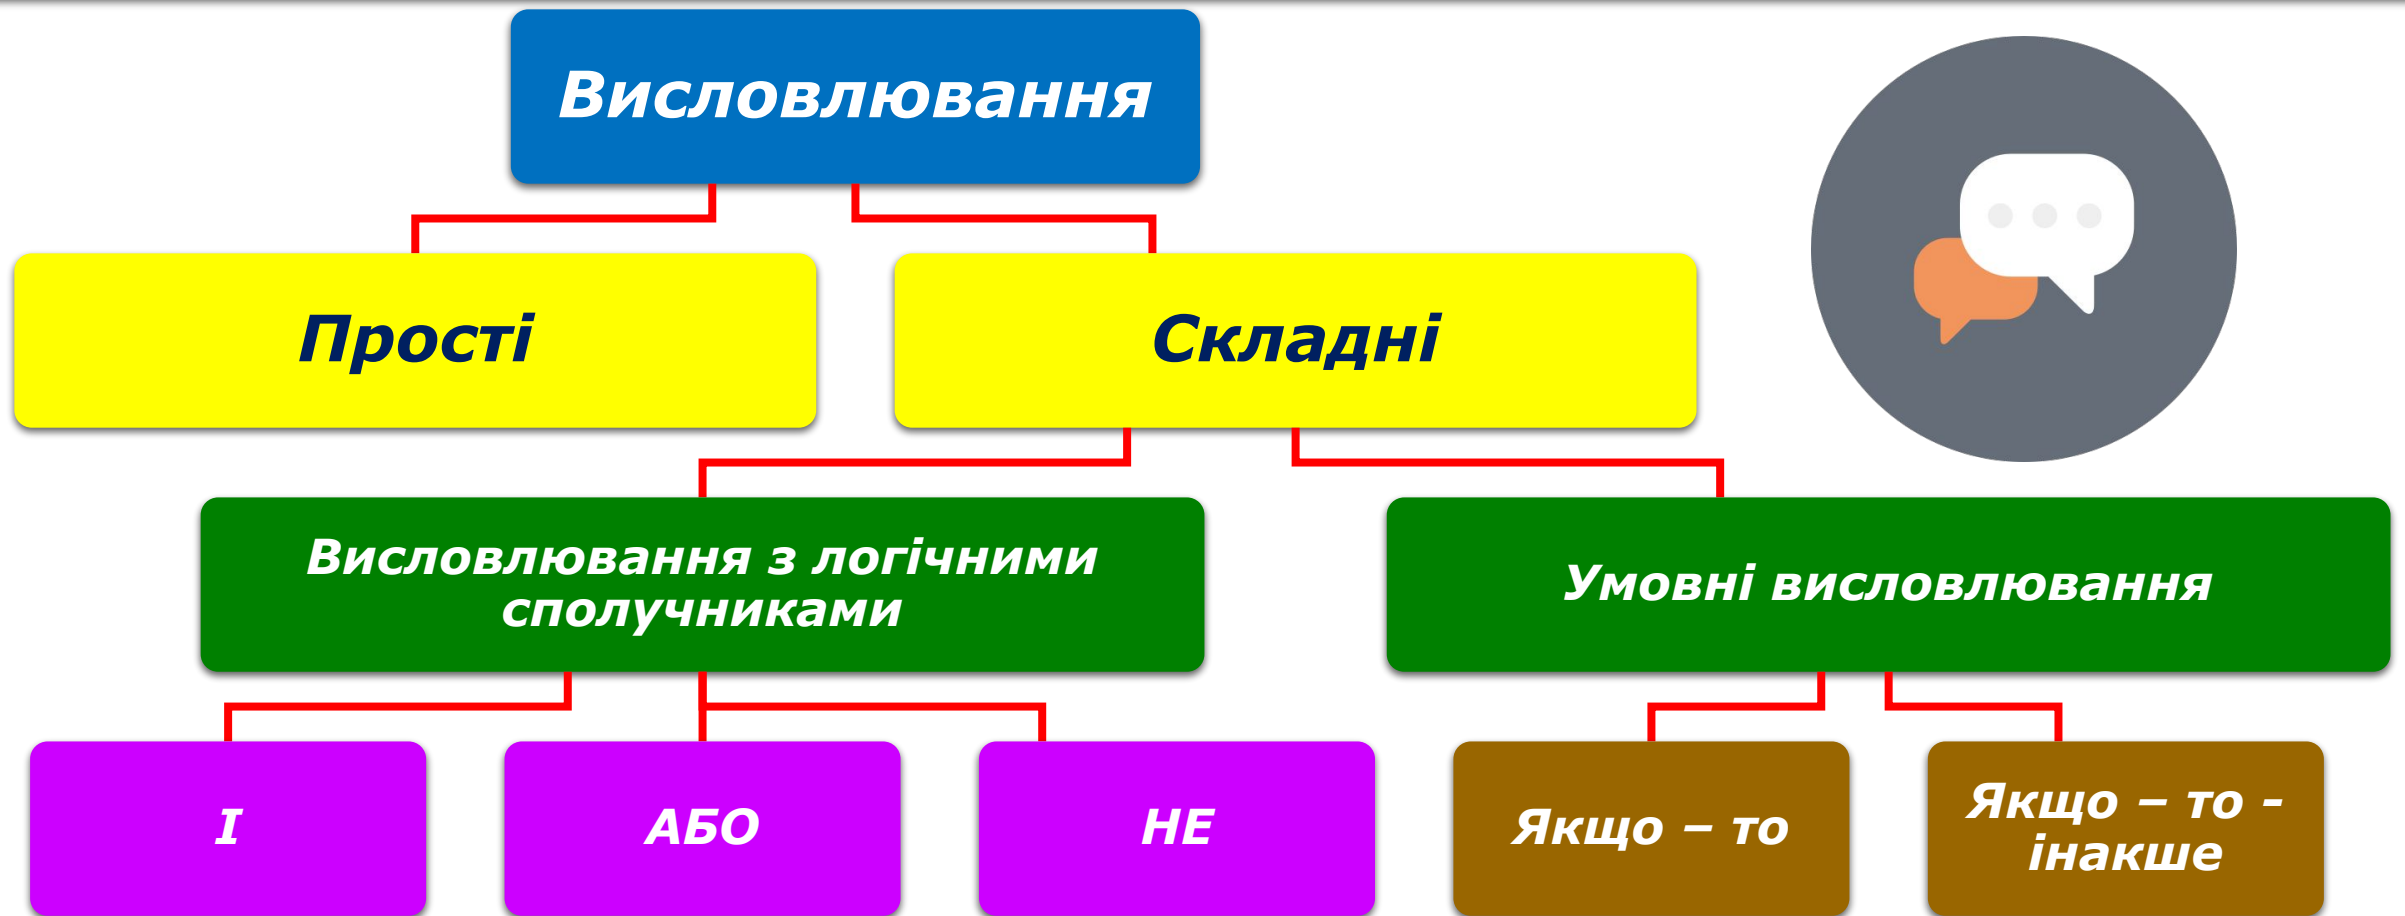 Висловлювання
Прості
Складні
Висловлювання з логічними
сполучниками
Умовні висловлювання
І
АБО
НЕ
Якщо – то
Якщо – то -
інакше